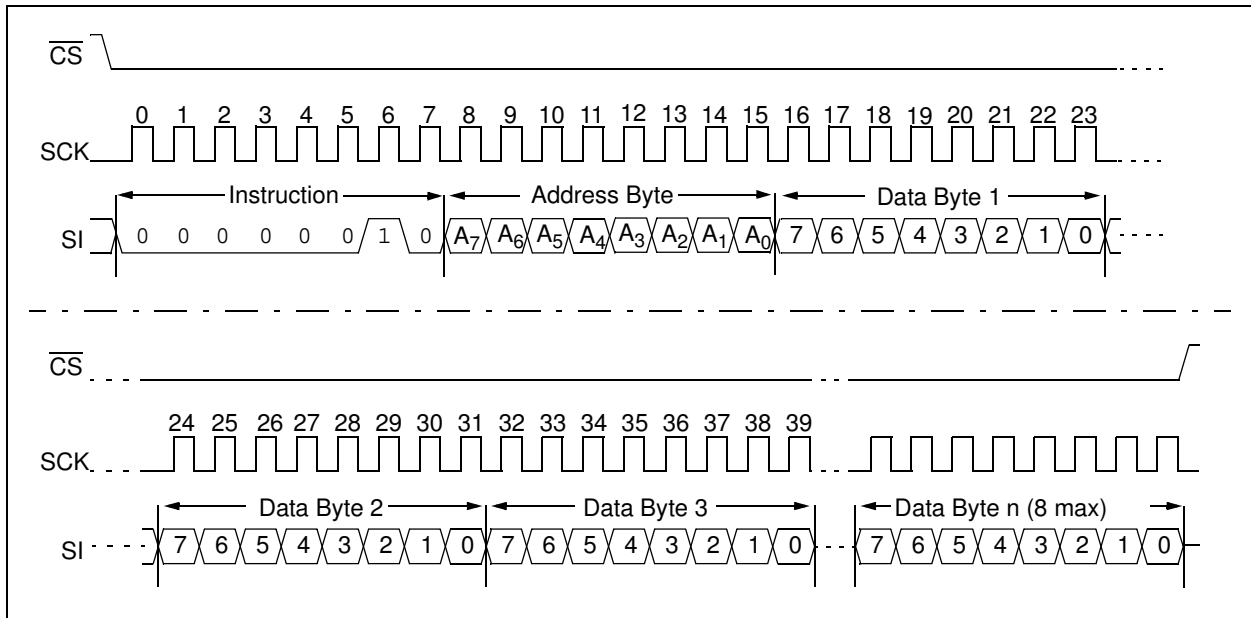 CS
0 1 2 3 4 5 6 7 8 9 10 11 12 13 14 15 16 17 18 19 20 21 22 23
SCK
Instruction Address Byte Data Byte 1
SI 0 0 0 0 0 0 1 0 A7 A6 A5 A4 A3 A2 A1 A0 7 6 5 4 3 2 1 0
CS
24 25 26 27 28 29 30 31 32 33 34 35 36 37 38 39
SCK
Data Byte 2 Data Byte 3 Data Byte n (8 max)
SI 7 6 5 4 3 2 1 0 7 6 5 4 3 2 1 0 7 6 5 4 3 2 1 0